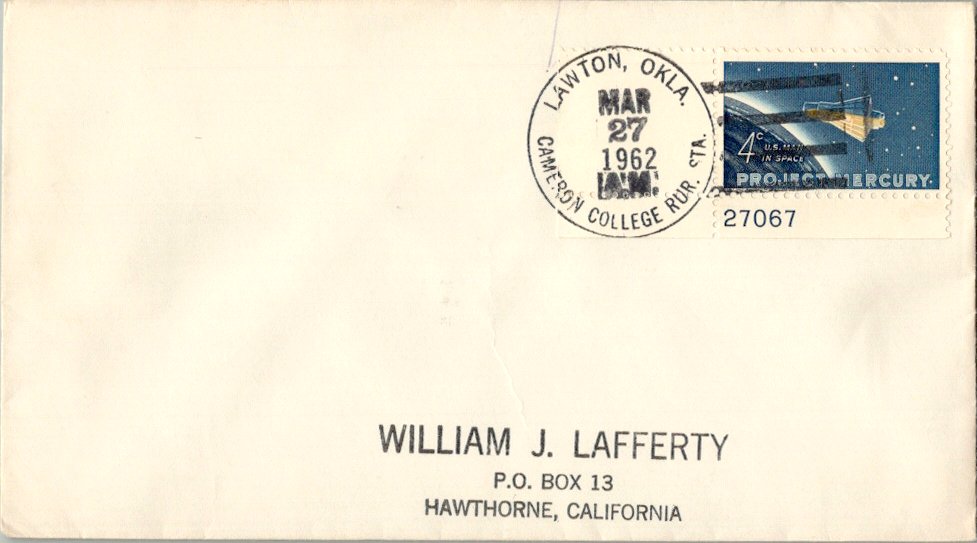 LAWTON, OKLA.
MAR
27
1962
A.M.
CAMERON COLLEGE RUR. STA.
4c U.S. MAN
IN SPACE
PROJECT MERCURY
27067
WILLIAM J. LAFFERTY
P.O. BOX 13
HAWTHORNE, CALIFORNIA